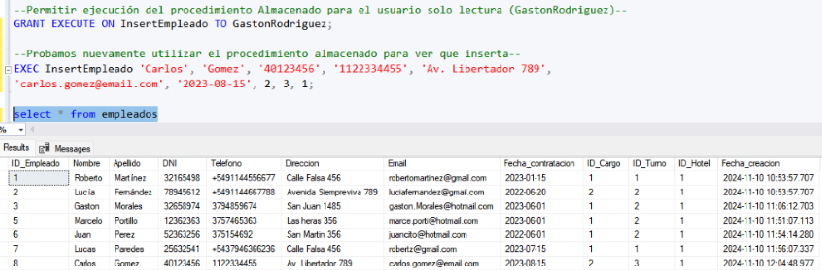 --Permitir ejecución del procedimiento Almacenado para el usuario solo lectura (GastonRodriguez)--
GRANT EXECUTE ON InsertEmpleado TO GastonRodriguez;
--Probamos nuevamente utilizar el procedimiento almacenado para ver que inserta--
EXEC InsertEmpleado 'Carlos', 'Gomez', '40123456', '1122334455', 'Av. Libertador 789',
'carlos.gomez@email.com', '2023-08-15', 2, 3, 1;
select * from empleados
%
Results Messages
ID_Empleado Nombre Apellido DNI Telefono Direccion Email Fecha_contratacion ID_Cargo ID_Turno ID_Hotel Fecha_creacion
1 Roberto Martínez 32165498 +5491144556677 Calle Falsa 456 robertomartinez@gmail.com 2023-01-15 1 1 1 2024-11-10 10:53:57.707
2 Lucía Fernández 78945612 +5491144667788 Avenida Siempreviva 789 luciafernandez@gmail.com 2022-06-20 2 2 1 2024-11-10 10:53:57.707
3 Gaston Morales 32658974 3794859674 San Juan 1485 gaston.Morales@hotmail.com 2023-06-01 1 1 1 2024-11-10 11:06:12.703
5 Marcelo Portillo 12362363 3757465363 Las heras 356 marce.porti@hotmail.com 2023-06-01 2 2 1 2024-11-10 11:51:07.113
6 Juan Perez 52363256 375154692 San Martin 356 juancito@hotmail.com 2022-06-01 2 2 1 2024-11-10 11:54:14.280
7 Lucas Paredes 25632541 +5437946366236 Calle Falsa 456 robertz@gmail.com 2023-07-15 1 1 1 2024-11-10 11:56:07.337
8 Carlos Gomez 40123456 1122334455 Av. Libertador 789 carlos.gomez@email.com 2023-08-15 2 3 1 2024-11-10 12:04:48.977